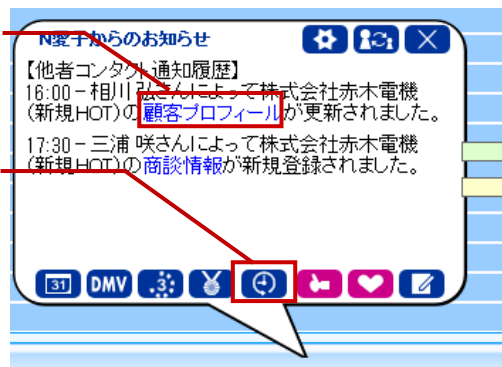 N愛子からのお知らせ
【他者コンタクト通知履歴】
16:00－相川 弘さんによって株式会社赤木電機
(新規HOT)の顧客プロフィールが更新されました。
17:30－三浦 咲さんによって株式会社赤木電機
(新規HOT)の商談情報が新規登録されました。
31 DMV 3